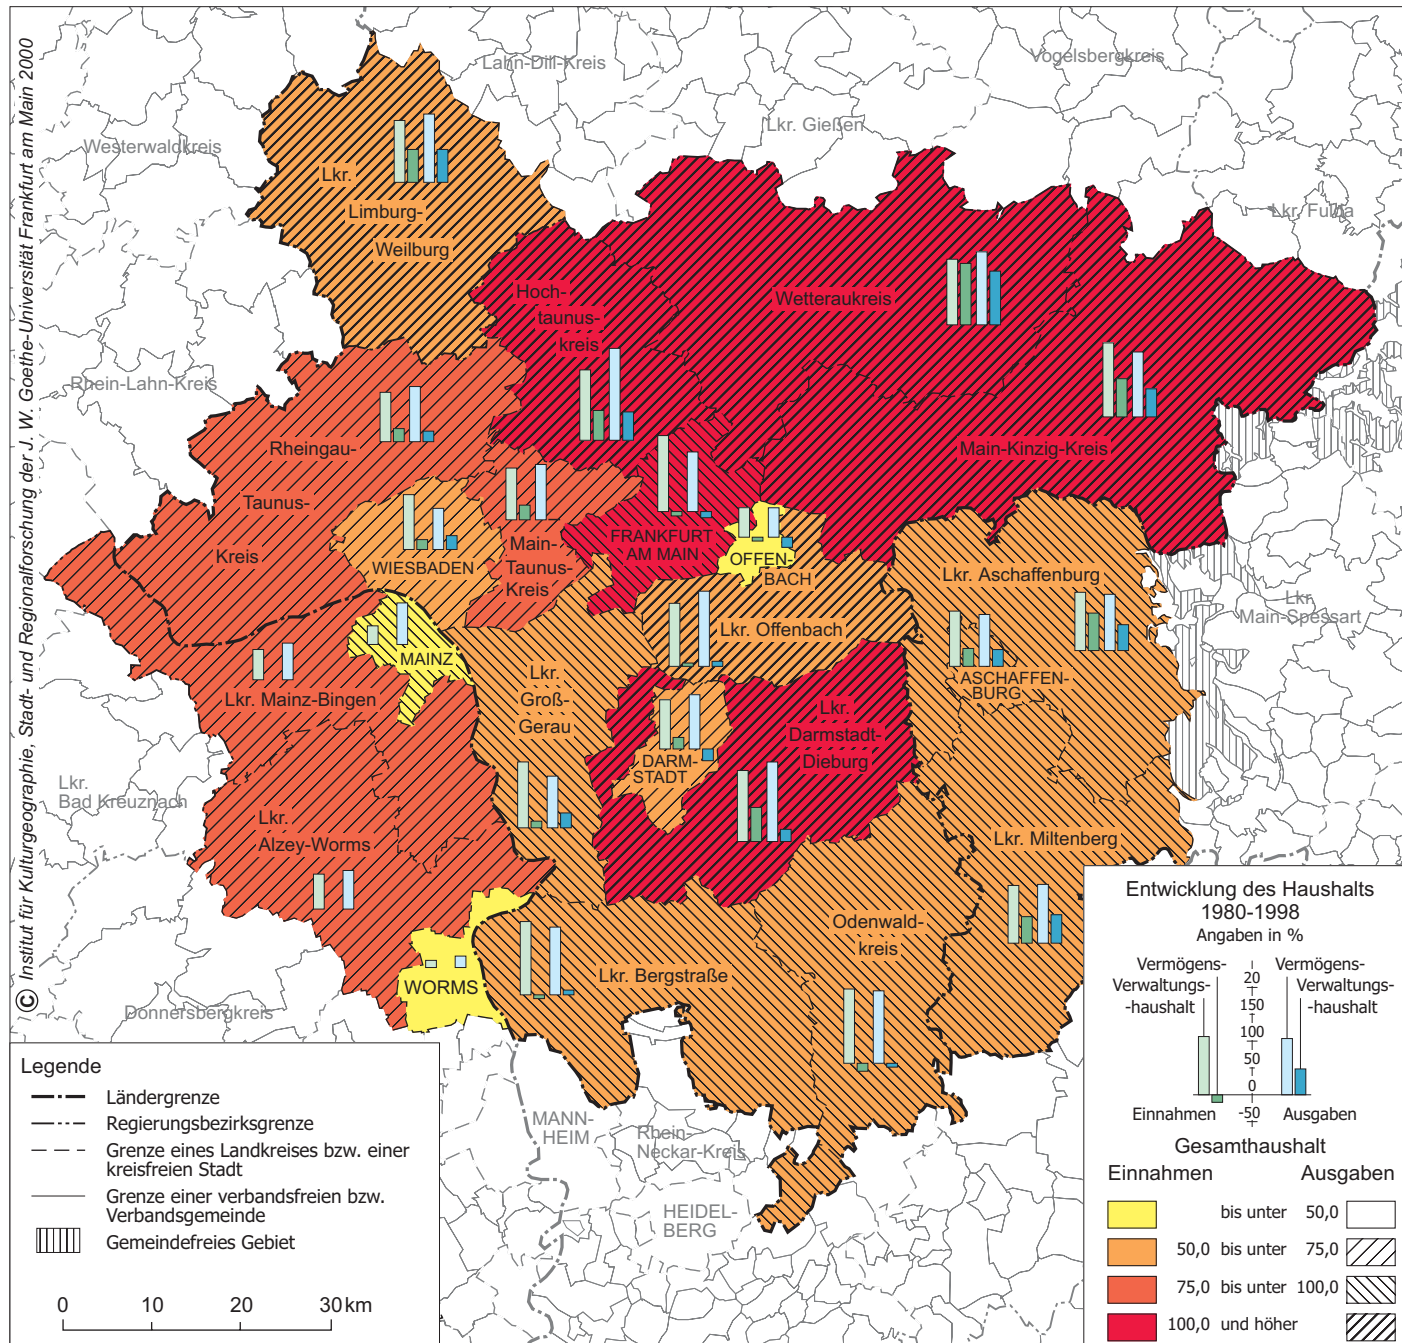 © Institut für Kulturgeographie, Stadt- und Regionalforschung der J. W. Goethe-Universität Frankfurt am Main 2000
Lahn-Dill-Kreis
Vogelsbergkreis
Westerwaldkreis
Lkr. Gießen
Lkr.
Limburg-
Weilburg
Lkr. Fulda
Hoch-
taunus-
kreis
Wetteraukreis
Rhein-Lahn-Kreis
Rheingau-
Taunus-
Kreis
Main-Kinzig-Kreis
WIESBADEN
Main-
Taunus-
Kreis
FRANKFURT
AM MAIN
OFFEN-
BACH
Lkr. Aschaffenburg
Lkr.
Main-Spessart
Lkr. Offenbach
MAINZ
Lkr. Mainz-Bingen
Lkr.
Groß-
Gerau
ASCHAFFEN-
BURG
Lkr.
Darmstadt-
Dieburg
DARM-
STADT
Lkr.
Bad Kreuznach
Lkr.
Alzey-Worms
Lkr. Miltenberg
Odenwald-
kreis
Lkr. Bergstraße
WORMS
Donnersbergkreis
MANN-
HEIM
Rhein-
Neckar-Kreis
HEIDEL-
BERG
Legende
Ländergrenze
Regierungsbezirksgrenze
Grenze eines Landkreises bzw. einer
kreisfreien Stadt
Grenze einer verbandsfreien bzw.
Verbandsgemeinde
Gemeindefreies Gebiet
0 10 20 30 km
Entwicklung des Haushalts
1980-1998
Angaben in %
Vermögens- 20 Vermögens-
Verwaltungs- 150 Verwaltungs-
-haushalt 100 -haushalt
50
0
Einnahmen -50 Ausgaben
Gesamthaushalt
Einnahmen Ausgaben
bis unter 50,0
50,0 bis unter 75,0
75,0 bis unter 100,0
100,0 und höher